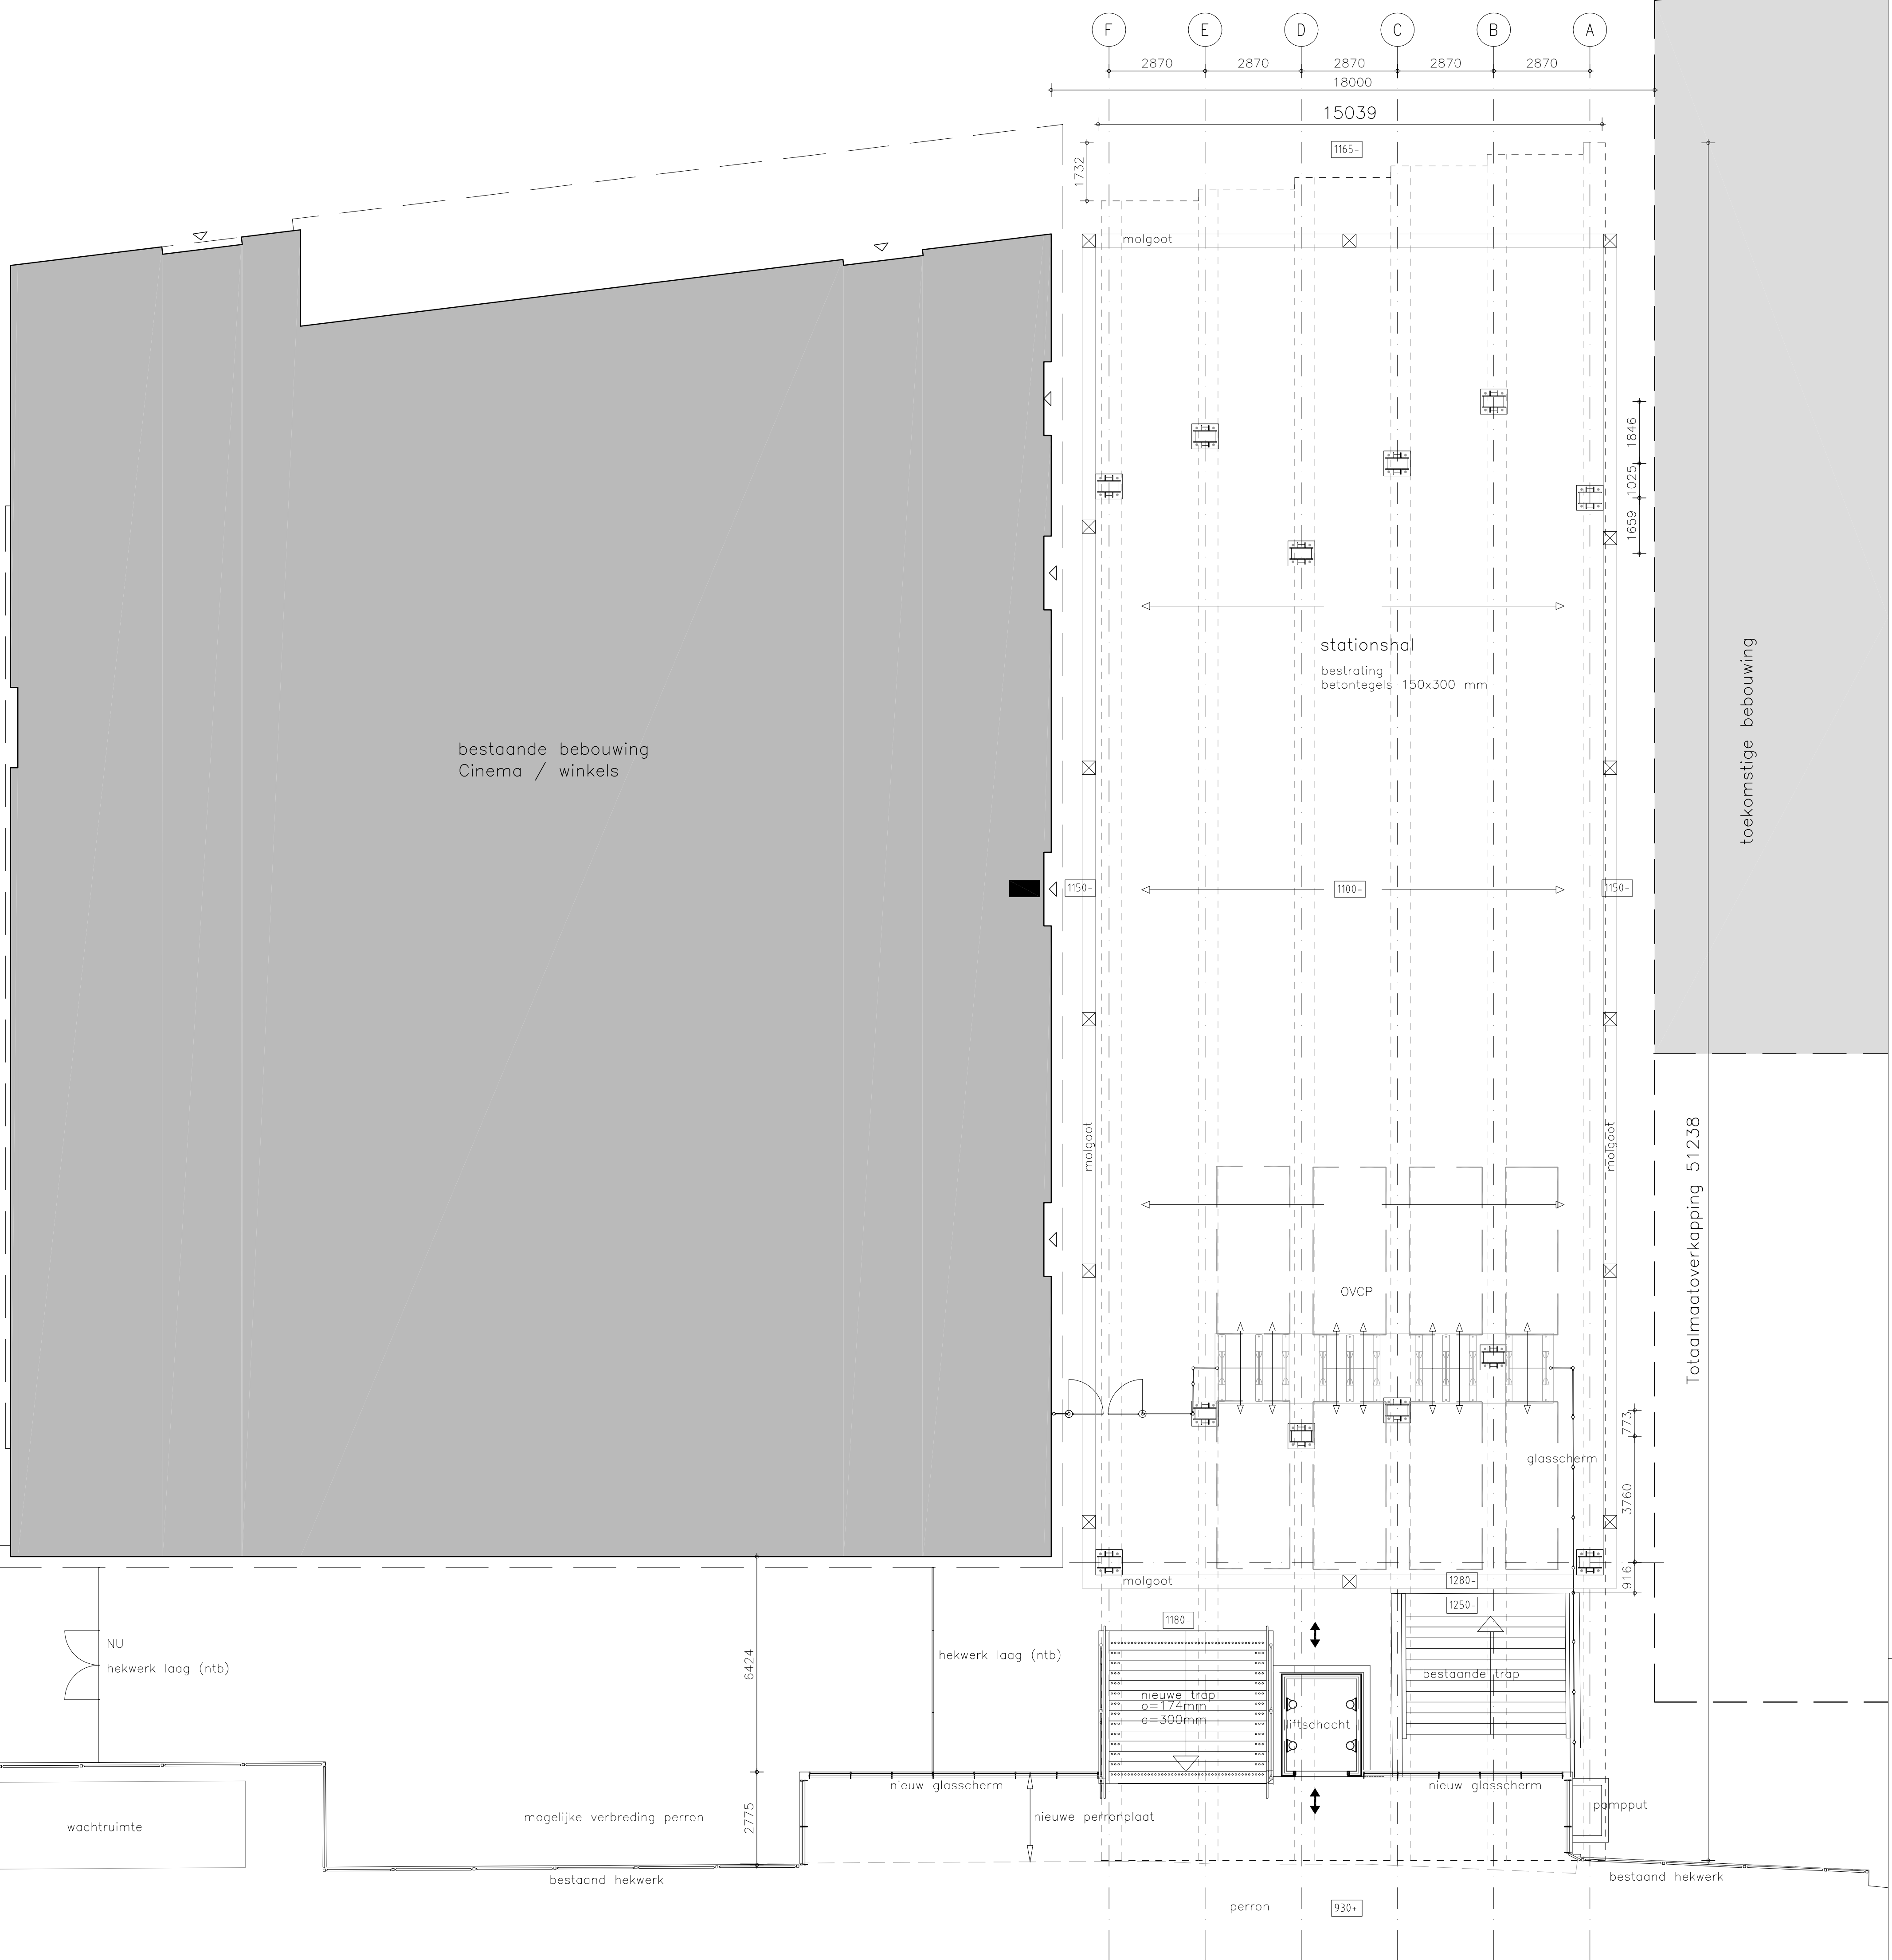 F E D C B A
2870 2870 2870 2870 2870
18000
15039
1165-
1732
molgoot
1846
1025
1659
stationshal
bestrating
betontegels 150x300 mm
toekomstige bebouwing
bestaande bebouwing
Cinema / winkels
1150-
1100-
1150-
molgoot
molgoot
Totaalmaatoverkapping 51238
OVCP
773
glasscherm
3760
molgoot
1280-
916
1250-
1180-
NU
hekwerk laag (ntb)
6424
hekwerk laag (ntb)
bestaande trap
nieuwe trap
o=174mm
a=300mm
liftschacht
nieuw glasscherm
nieuw glasscherm
wachtruimte
mogelijke verbreding perron
2775
nieuwe perronplaat
pompput
bestaand hekwerk
bestaand hekwerk
perron
930+